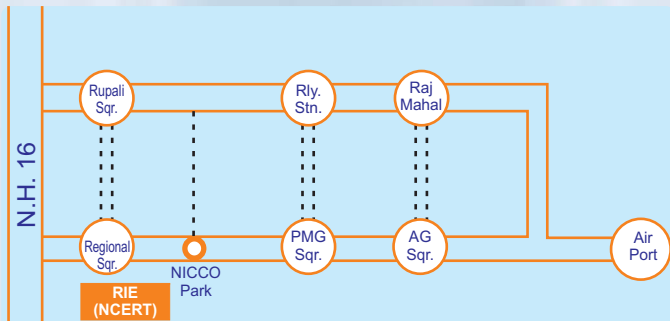 N.H. 16
Rupali
Sqr.
Rly.
Stn.
Raj
Mahal
Regional
Sqr.
NICCO
Park
PMG
Sqr.
AG
Sqr.
Air
Port
RIE
(NCERT)